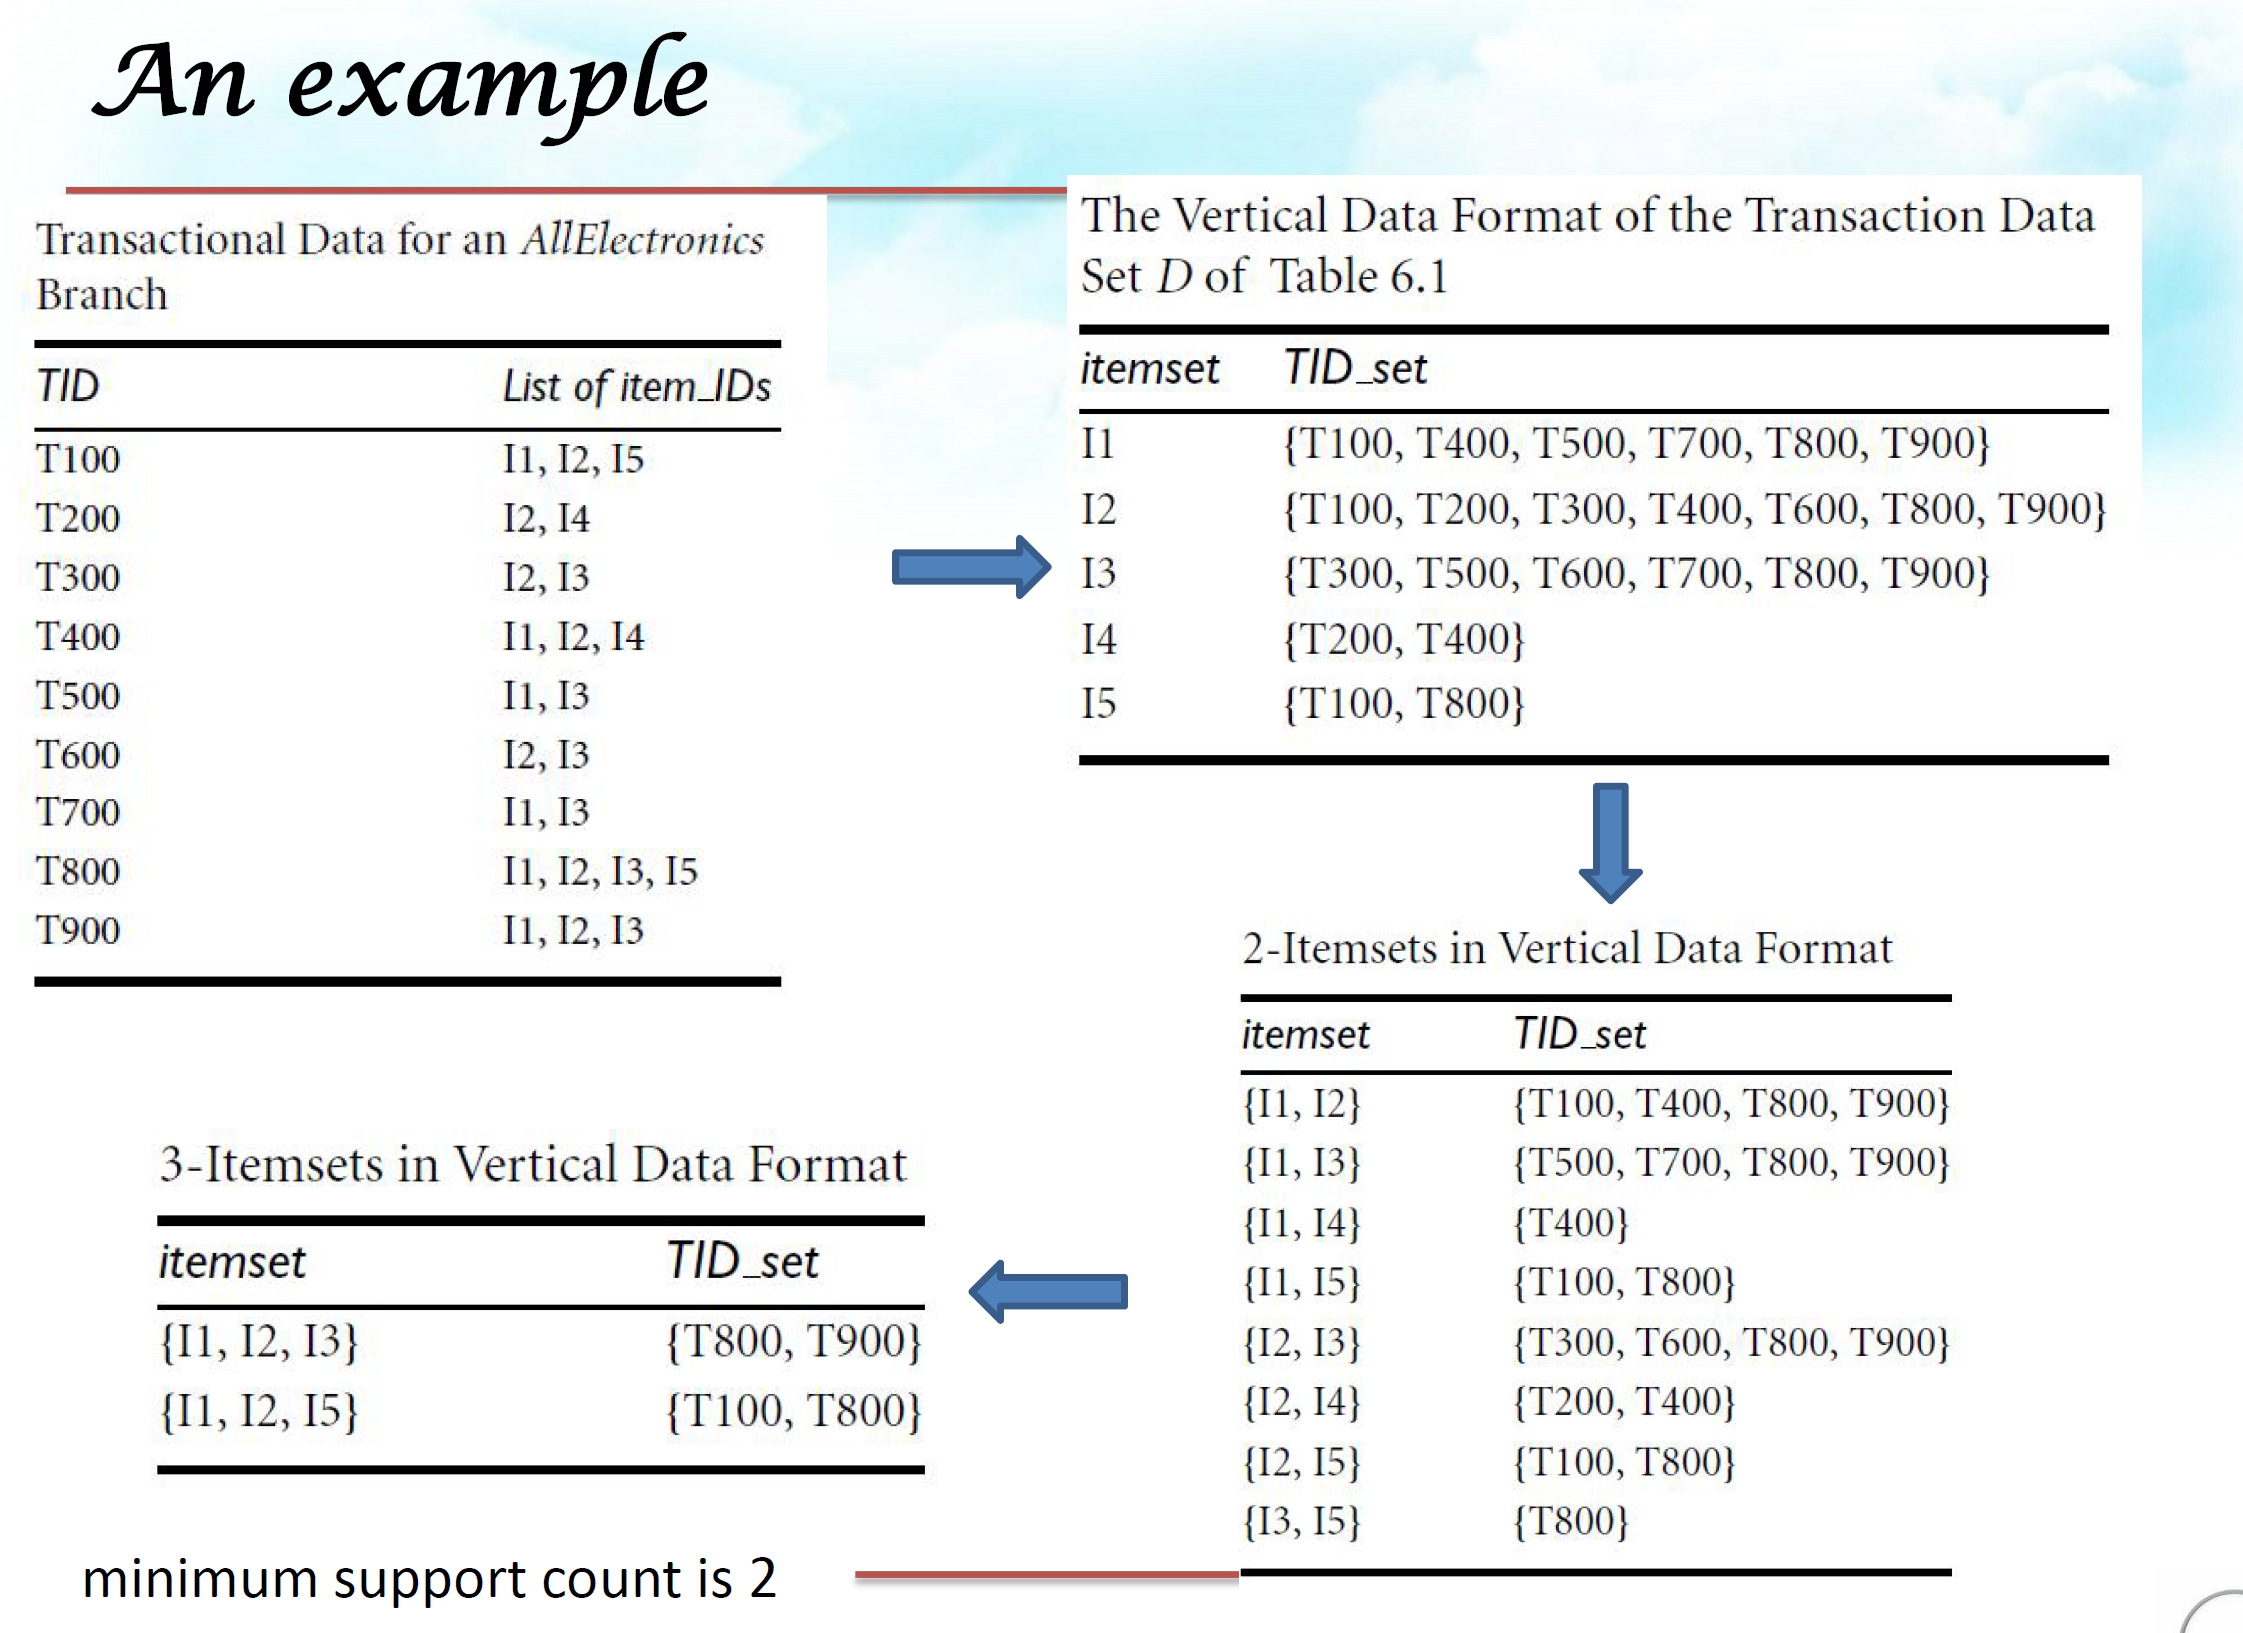 An example
Transactional Data for an AllElectronics
Branch
TID List of item_IDs
T100 I1, I2, I5
T200 I2, I4
T300 I2, I3
T400 I1, I2, I4
T500 I1, I3
T600 I2, I3
T700 I1, I3
T800 I1, I2, I3, I5
T900 I1, I2, I3
The Vertical Data Format of the Transaction Data
Set D of Table 6.1
itemset TID_set
I1 {T100, T400, T500, T700, T800, T900}
I2 {T100, T200, T300, T400, T600, T800, T900}
I3 {T300, T500, T600, T700, T800, T900}
I4 {T200, T400}
I5 {T100, T800}
2-Itemsets in Vertical Data Format
itemset TID_set
{I1, I2} {T100, T400, T800, T900}
{I1, I3} {T500, T700, T800, T900}
{I1, I4} {T400}
{I1, I5} {T100, T800}
{I2, I3} {T300, T600, T800, T900}
{I2, I4} {T200, T400}
{I2, I5} {T100, T800}
{I3, I5} {T800}
3-Itemsets in Vertical Data Format
itemset TID_set
{I1, I2, I3} {T800, T900}
{I1, I2, I5} {T100, T800}
minimum support count is 2